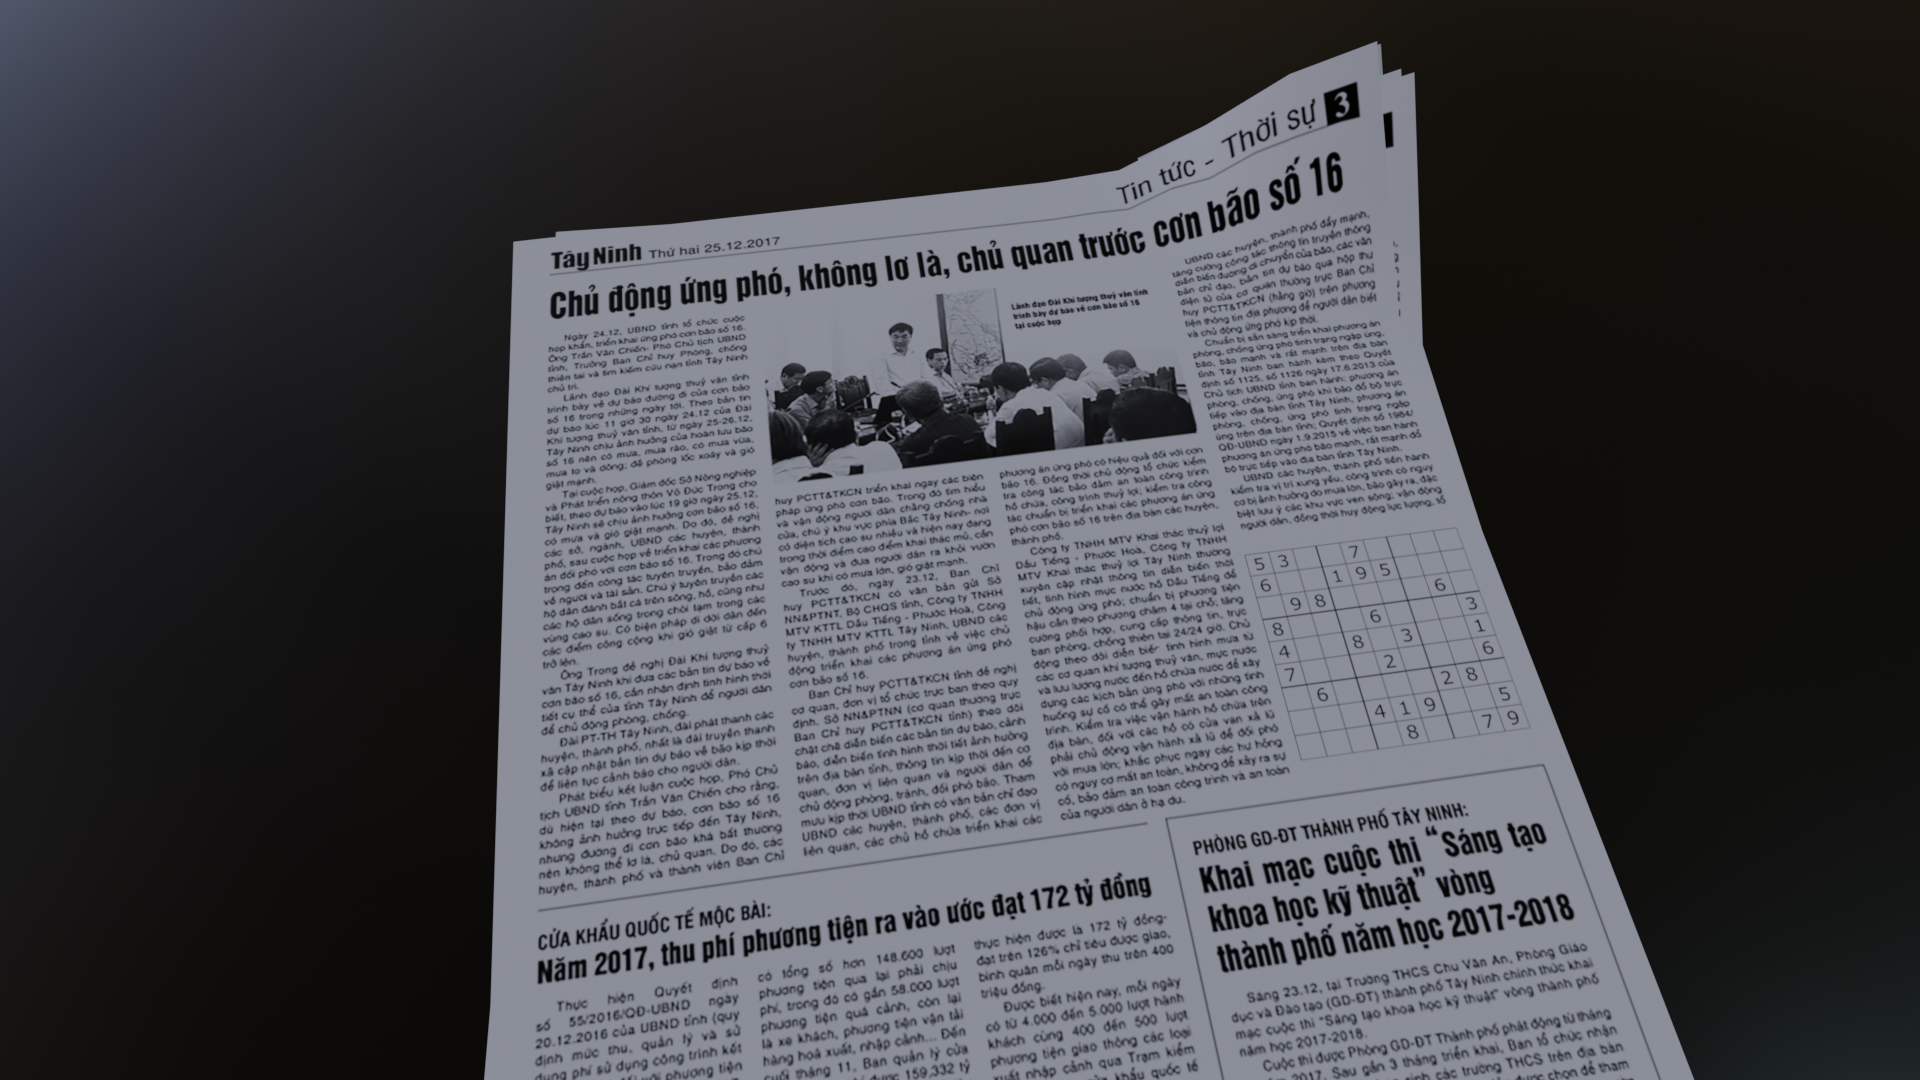 Tin tức - Thời sự 3
Tây Ninh Thứ hai 25.12.2017
Chủ động ứng phó, không lơ là, chủ quan trước cơn bão số 16
Ngày 24.12, UBND tỉnh tổ chức cuộc
họp khẩn, triển khai ứng phó cơn bão số 16.
Ông Trần Văn Chiến- Phó Chủ tịch UBND
tỉnh, Trưởng Ban Chỉ huy Phòng, chống
thiên tai và tìm kiếm cứu nạn tỉnh Tây Ninh
chủ trì.
Lãnh đạo Đài Khí tượng thuỷ văn tỉnh
trình bày về dự báo đường đi của cơn bão
số 16 trong những ngày tới. Theo bản tin
dự báo lúc 11 giờ 30 ngày 24.12 của Đài
Khí tượng thuỷ văn tỉnh, từ ngày 25-26.12,
Tây Ninh chịu ảnh hưởng của hoàn lưu bão
số 16 nên có mưa, mưa rào, có mưa vừa,
mưa to và dông; đề phòng lốc xoáy và gió
giật mạnh.
Tại cuộc họp, Giám đốc Sở Nông nghiệp
và Phát triển nông thôn Võ Đức Trong cho
biết, theo dự báo vào lúc 19 giờ ngày 25.12,
Tây Ninh sẽ chịu ảnh hưởng cơn bão số 16,
có mưa và gió giật mạnh. Do đó, đề nghị
các sở, ngành, UBND các huyện, thành
phố, sau cuộc họp về triển khai các phương
án đối phó với cơn bão số 16. Trong đó chú
trọng đến công tác tuyên truyền, bảo đảm
về người và tài sản. Chú ý tuyên truyền các
hộ dân đánh bắt cá trên sông, hồ, cũng như
các hộ dân sống trong chòi tạm trong các
vùng cao su. Có biện pháp di dời dân đến
các điểm công cộng khi gió giật từ cấp 6
trở lên.
Ông Trong đề nghị Đài Khí tượng thuỷ
văn Tây Ninh khi đưa các bản tin dự báo về
cơn bão số 16, cần nhận định tình hình thời
tiết cụ thể của tỉnh Tây Ninh để người dân
để chủ động phòng, chống.
Đài PT-TH Tây Ninh, đài phát thanh các
huyện, thành phố, nhất là đài truyền thanh
xã cập nhật bản tin dự báo về bão kịp thời
để liên tục cảnh báo cho người dân.
Phát biểu kết luận cuộc họp, Phó Chủ
tịch UBND tỉnh Trần Văn Chiến cho rằng,
dù hiện tại theo dự báo, cơn bão số 16
không ảnh hưởng trực tiếp đến Tây Ninh,
nhưng đường đi cơn bão khá bất thường
nên không thể lơ là, chủ quan. Do đó, các
huyện, thành phố và thành viên Ban Chỉ
Lãnh đạo Đài Khí tượng thuỷ văn tỉnh
trình bày dự báo về cơn bão số 16
tại cuộc họp
huy PCTT&TKCN triển khai ngay các biện
pháp ứng phó cơn bão. Trong đó tìm hiểu
và vận động người dân chằng chống nhà
cửa, chú ý khu vực phía Bắc Tây Ninh- nơi
có diện tích cao su nhiều và hiện nay đang
trong thời điểm cao điểm khai thác mủ, cần
vận động và đưa người dân ra khỏi vườn
cao su khi có mưa lớn, gió giật mạnh.
Trước đó, ngày 23.12, Ban Chỉ
huy PCTT&TKCN có văn bản gửi Sở
NN&PTNT, Bộ CHQS tỉnh, Công ty TNHH
MTV KTTL Dầu Tiếng - Phước Hoà, Công
ty TNHH MTV KTTL Tây Ninh, UBND các
huyện, thành phố trong tỉnh về việc chủ
động triển khai các phương án ứng phó
cơn bão số 16.
Ban Chỉ huy PCTT&TKCN tỉnh đề nghị
cơ quan, đơn vị tổ chức trực ban theo quy
định. Sở NN&PTNN (cơ quan thường trực
Ban Chỉ huy PCTT&TKCN tỉnh) theo dõi
chặt chẽ diễn biến các bản tin dự báo, cảnh
báo, diễn biến tình hình thời tiết ảnh hưởng
trên địa bàn tỉnh, thông tin kịp thời đến cơ
quan, đơn vị liên quan và người dân để
chủ động phòng, tránh, đối phó bão. Tham
mưu kịp thời UBND tỉnh có văn bản chỉ đạo
UBND các huyện, thành phố, các đơn vị
liên quan, các chủ hồ chứa triển khai các
phương án ứng phó có hiệu quả đối với cơn
bão 16. Đồng thời chủ động tổ chức kiểm
tra công tác bảo đảm an toàn công trình
hồ chứa, công trình thuỷ lợi; kiểm tra công
tác chuẩn bị triển khai các phương án ứng
phó cơn bão số 16 trên địa bàn các huyện,
thành phố.
Công ty TNHH MTV Khai thác thuỷ lợi
Dầu Tiếng - Phước Hoà, Công ty TNHH
MTV Khai thác thuỷ lợi Tây Ninh thường
xuyên cập nhật thông tin diễn biến thời
tiết, tình hình mực nước hồ Dầu Tiếng để
chủ động ứng phó; chuẩn bị phương tiện
hậu cần theo phương châm 4 tại chỗ; tăng
cường phối hợp, cung cấp thông tin, trực
ban phòng, chống thiên tai 24/24 giờ. Chủ
động theo dõi diễn biến tình hình mưa từ
các cơ quan khí tượng thuỷ văn, mực nước
và lưu lượng nước đến hồ chứa nước để xây
dựng các kịch bản ứng phó với những tình
huống sự cố có thể gây mất an toàn công
trình. Kiểm tra việc vận hành hồ chứa trên
địa bàn, đối với các hồ có cửa van xả lũ
phải chủ động vận hành xả lũ để đối phó
với mưa lớn; khắc phục ngay các hư hỏng
có nguy cơ mất an toàn, không để xảy ra sự
cố, bảo đảm an toàn công trình và an toàn
của người dân ở hạ du.
UBND các huyện, thành phố đẩy mạnh,
tăng cường công tác thông tin truyền thông
diễn biến đường di chuyển của bão, các văn
bản chỉ đạo, bản tin dự báo qua hộp thư
điện tử của cơ quan thường trực Ban Chỉ
huy PCTT&TKCN (hằng giờ) trên phương
tiện thông tin địa phương để người dân biết
và chủ động ứng phó kịp thời.
Chuẩn bị sẵn sàng triển khai phương án
phòng, chống ứng phó tình trạng ngập úng,
bão, bão mạnh và rất mạnh trên địa bàn
tỉnh Tây Ninh ban hành kèm theo Quyết
định số 1125, số 1126 ngày 17.6.2013 của
Chủ tịch UBND tỉnh ban hành: phương án
phòng, chống, ứng phó khi bão đổ bộ trực
tiếp vào địa bàn tỉnh Tây Ninh, phương án
phòng, chống, ứng phó tình trạng ngập
úng trên địa bàn tỉnh; Quyết định số 1984/
QĐ-UBND ngày 1.9.2015 về việc ban hành
phương án ứng phó bão mạnh, rất mạnh đổ
bộ trực tiếp vào địa bàn tỉnh Tây Ninh.
UBND các huyện, thành phố tiến hành
kiểm tra vị trí xung yếu, công trình có nguy
cơ bị ảnh hưởng do mưa lớn, bão gây ra, đặc
biệt lưu ý các khu vực ven sông; vận động
người dân, đồng thời huy động lực lượng, tổ
5 3 7
6 1 9 5
9 8 6
8 6 3
4 8 3 1
7 2 6
6 2 8
4 1 9 5
8 7 9
CỬA KHẨU QUỐC TẾ MỘC BÀI:
Năm 2017, thu phí phương tiện ra vào ước đạt 172 tỷ đồng
Thực hiện Quyết định
số 55/2016/QĐ-UBND ngày
20.12.2016 của UBND tỉnh (quy
định mức thu, quản lý và sử
dụng phí sử dụng công trình kết
với phương tiện
có tổng số hơn 148.600 lượt
phương tiện qua lại phải chịu
phí, trong đó có gần 58.000 lượt
phương tiện quá cảnh, còn lại
là xe khách, phương tiện vận tải
hàng hoá xuất, nhập cảnh... Đến
cuối tháng 11, Ban quản lý cửa
được 159,332 tỷ
thực hiện được là 172 tỷ đồng-
đạt trên 126% chỉ tiêu được giao,
bình quân mỗi ngày thu trên 400
triệu đồng.
Được biết hiện nay, mỗi ngày
có từ 4.000 đến 5.000 lượt hành
khách cùng 400 đến 500 lượt
phương tiện giao thông các loại
xuất nhập cảnh qua Trạm kiểm
khẩu quốc tế
PHÒNG GD-ĐT THÀNH PHỐ TÂY NINH:
Khai mạc cuộc thi “Sáng tạo
khoa học kỹ thuật” vòng
thành phố năm học 2017-2018
Sáng 23.12, tại Trường THCS Chu Văn An, Phòng Giáo
dục và Đào tạo (GD-ĐT) thành phố Tây Ninh chính thức khai
mạc cuộc thi “Sáng tạo khoa học kỹ thuật” vòng thành phố
năm học 2017-2018.
Cuộc thi được Phòng GD-ĐT Thành phố phát động từ tháng
2017. Sau gần 3 tháng triển khai, Ban tổ chức nhận
sinh các trường THCS trên địa bàn
được chọn để tham